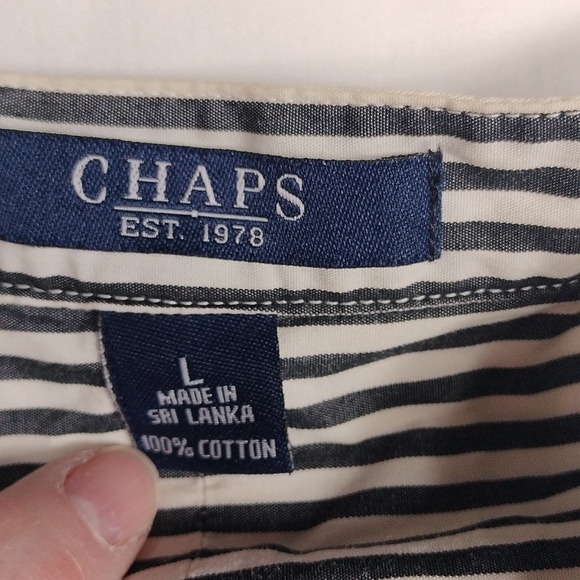 CHAPS
EST. 1978
L
MADE IN
SRI LANKA
100% COTTON